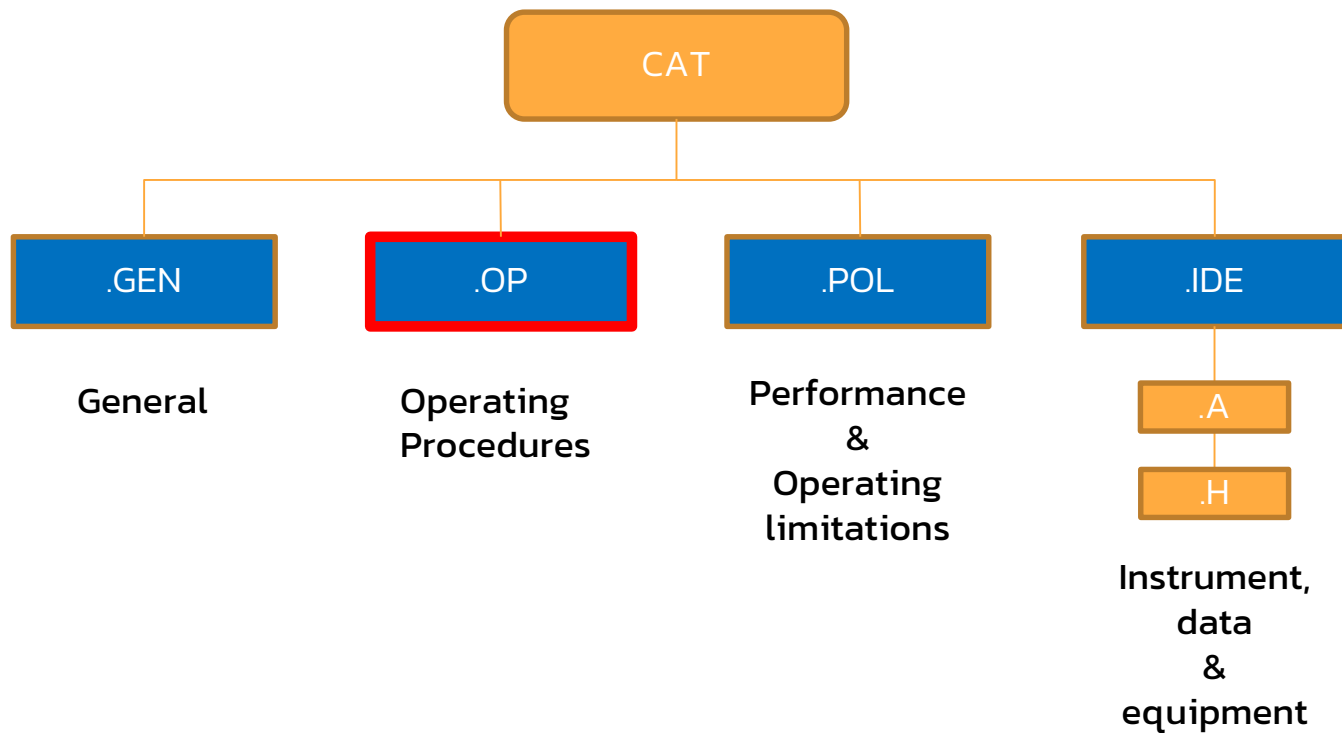 CAT
.GEN
.OP
.POL
.IDE
General
Operating
Procedures
Performance
&
Operating
limitations
.A
.H
Instrument,
data
&
equipment